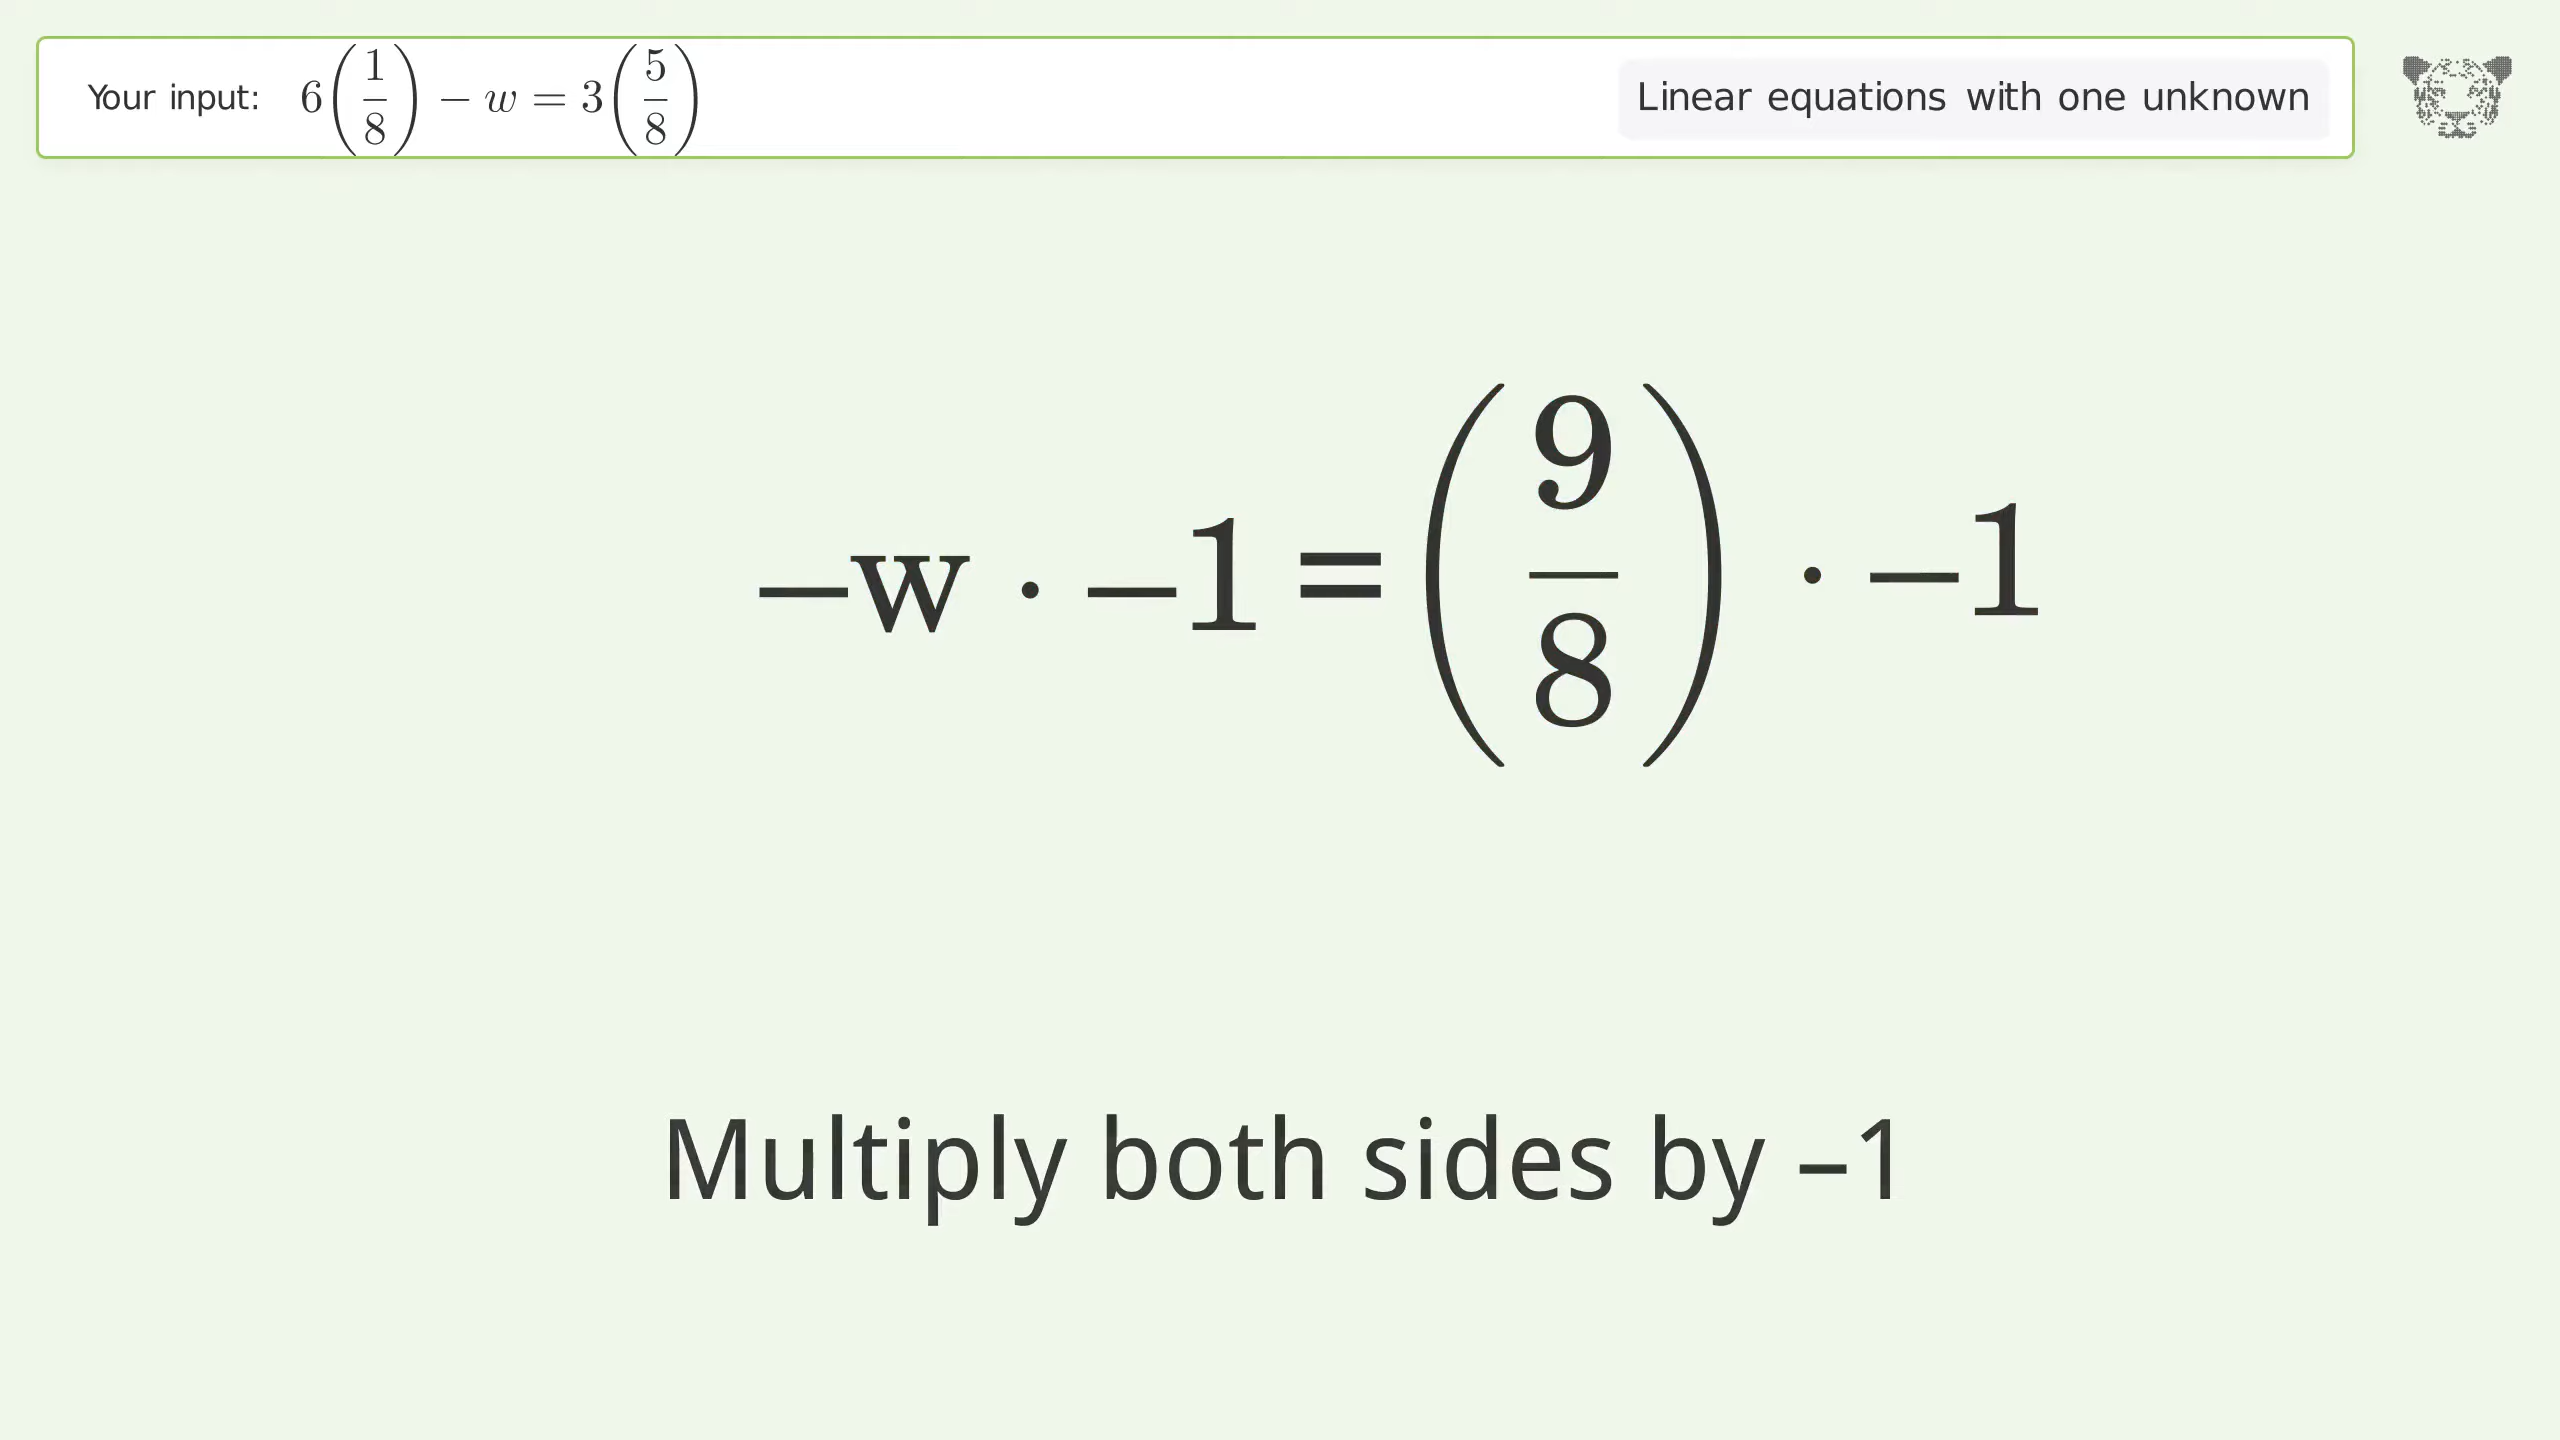 Your input: 6(1/8) − w = 3(5/8)
Linear equations with one unknown
–w · –1 = (9/8) · –1
Multiply both sides by –1